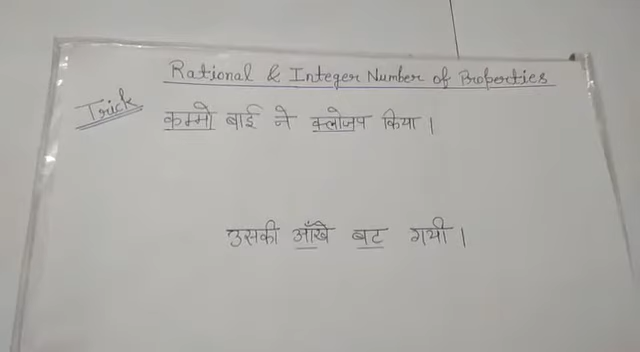 Rational & Integer Number of Properties
Trick
कम्मो बाई ने क्लोजप किया।
उसकी आँखे बट गयी।